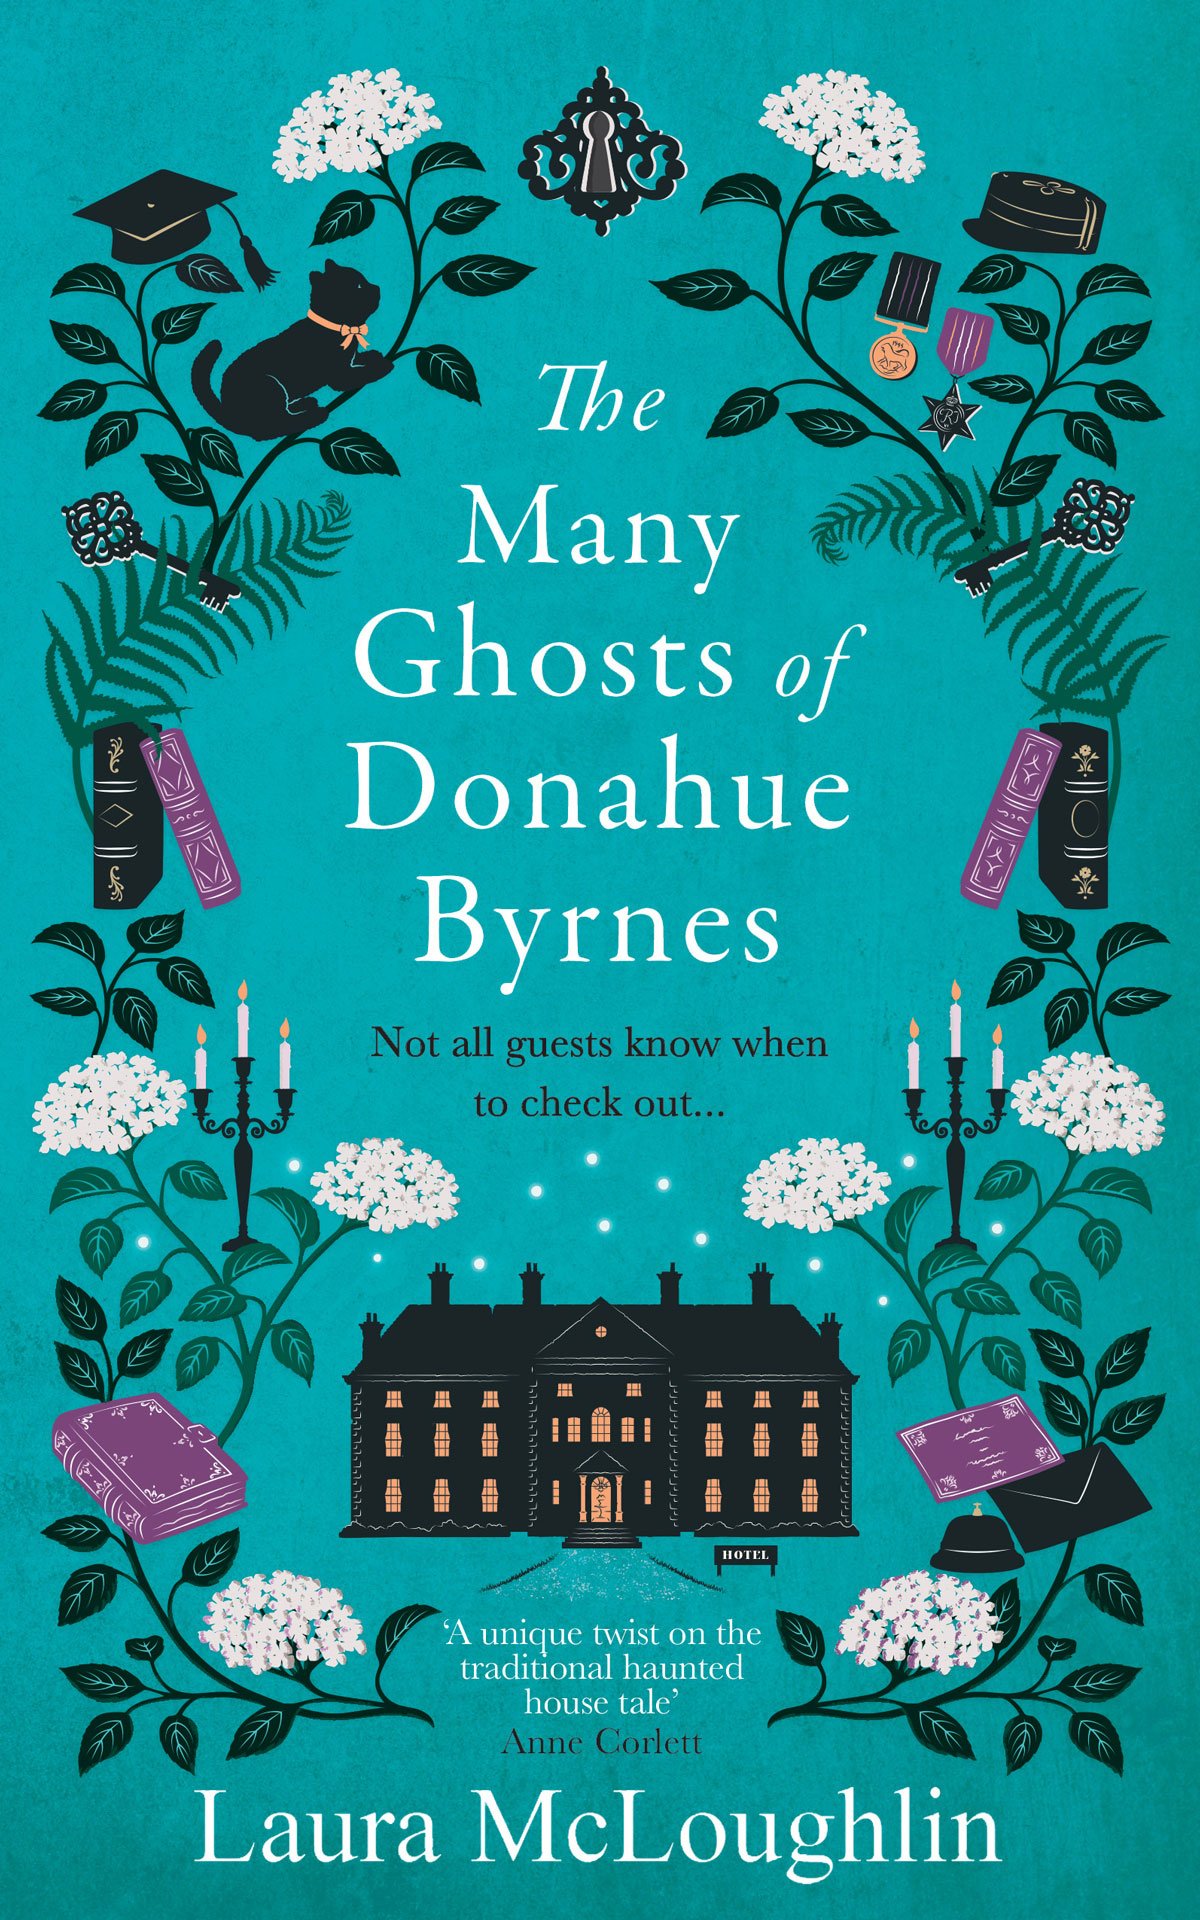 The
Many
Ghosts of
Donahue
Byrnes
Not all guests know when
to check out...
HOTEL
‘A unique twist on the
traditional haunted
house tale’
Anne Corlett
Laura McLoughlin